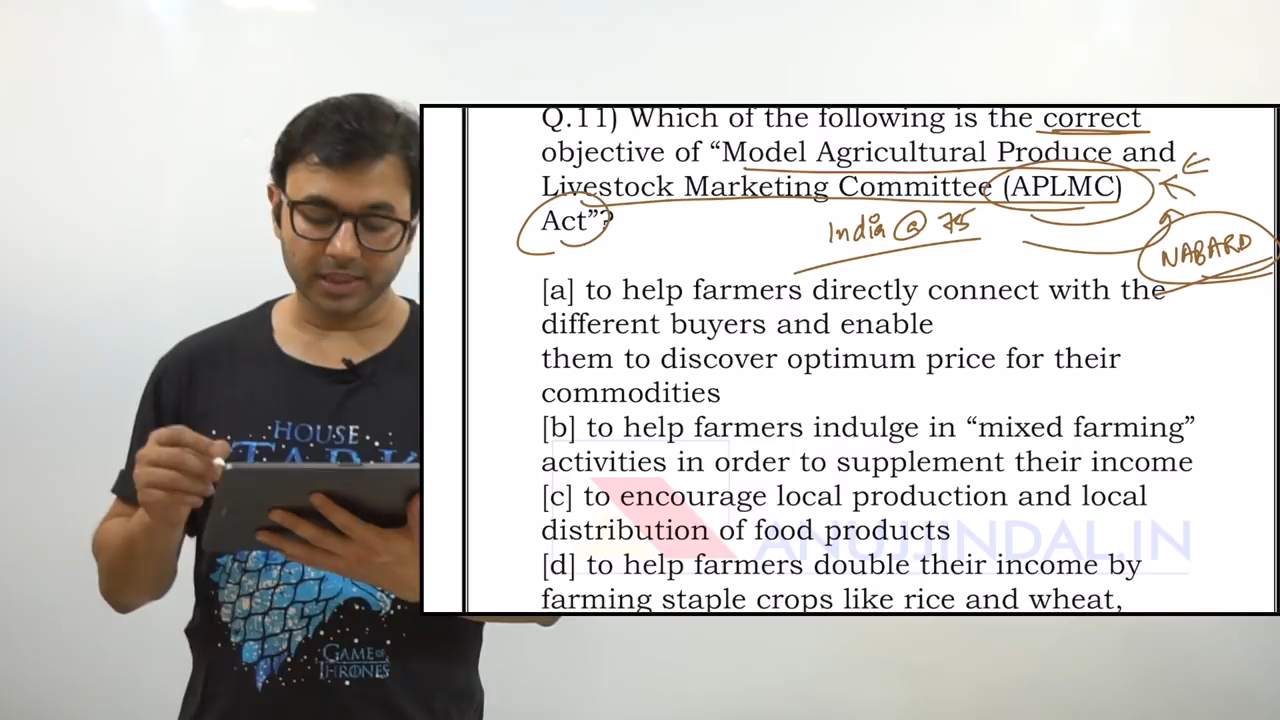 Q.11) Which of the following is the correct
objective of “Model Agricultural Produce and
Livestock Marketing Committee (APLMC)
Act”?
India @ 75
NABARD
[a] to help farmers directly connect with the
different buyers and enable
them to discover optimum price for their
commodities
[b] to help farmers indulge in “mixed farming”
activities in order to supplement their income
[c] to encourage local production and local
distribution of food products
[d] to help farmers double their income by
farming staple crops like rice and wheat,
ANUJJINDAL.IN
HOUSE
STARK
GAME OF
THRONES